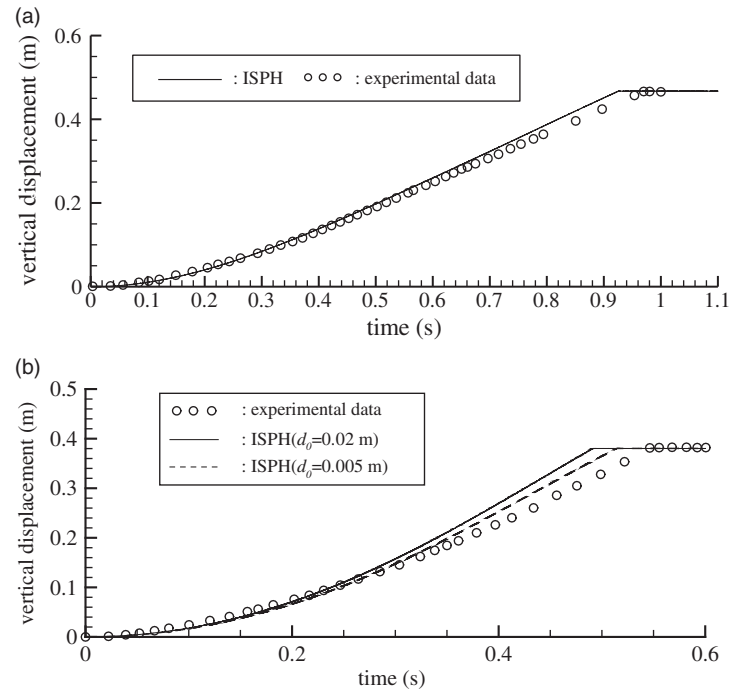 (a)
0.6
0.4
0.2
0
vertical displacement (m)
: ISPH
: experimental data
0 0.1 0.2 0.3 0.4 0.5 0.6 0.7 0.8 0.9 1 1.1
time (s)
(b)
0.5
0.4
0.3
0.2
0.1
0
vertical displacement (m)
: experimental data
: ISPH(d₀=0.02 m)
: ISPH(d₀=0.005 m)
0 0.2 0.4 0.6
time (s)